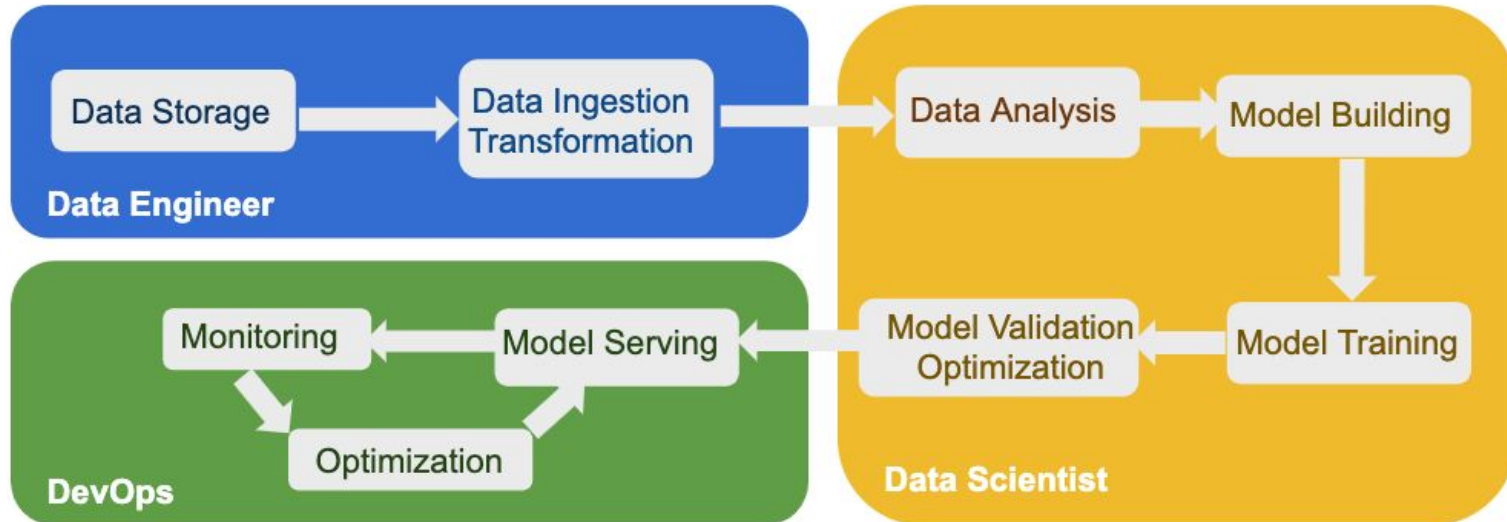 Data Storage
Data Ingestion
Transformation
Data Engineer
Data Analysis
Model Building
Model Training
Model Validation
Optimization
Data Scientist
Model Serving
Monitoring
Optimization
DevOps